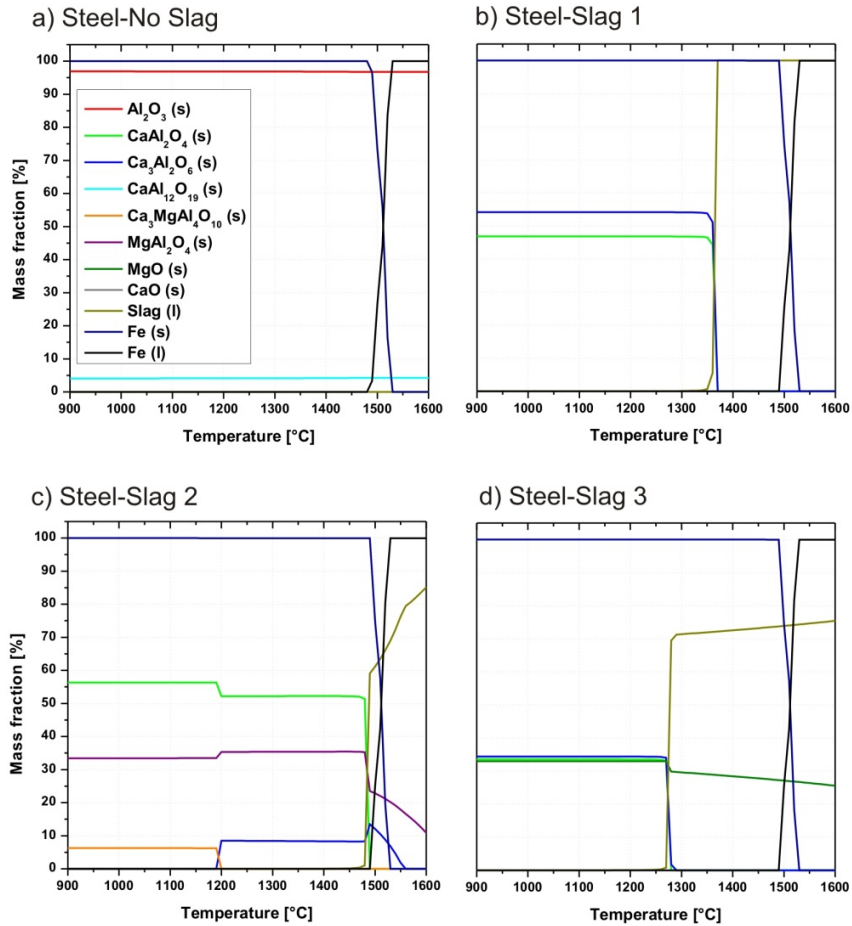 a) Steel-No Slag
100
90
80
70
60
50
40
30
20
10
0
Mass fraction [%]
Al₂O₃ (s)
CaAl₂O₄ (s)
Ca₃Al₂O₆ (s)
CaAl₁₂O₁₉ (s)
Ca₃MgAl₄O₁₀ (s)
MgAl₂O₄ (s)
MgO (s)
CaO (s)
Slag (l)
Fe (s)
Fe (l)
900 1000 1100 1200 1300 1400 1500 1600
Temperature [°C]
b) Steel-Slag 1
900 1000 1100 1200 1300 1400 1500 1600
Temperature [°C]
c) Steel-Slag 2
100
90
80
70
60
50
40
30
20
10
0
Mass fraction [%]
900 1000 1100 1200 1300 1400 1500 1600
Temperature [°C]
d) Steel-Slag 3
900 1000 1100 1200 1300 1400 1500 1600
Temperature [°C]